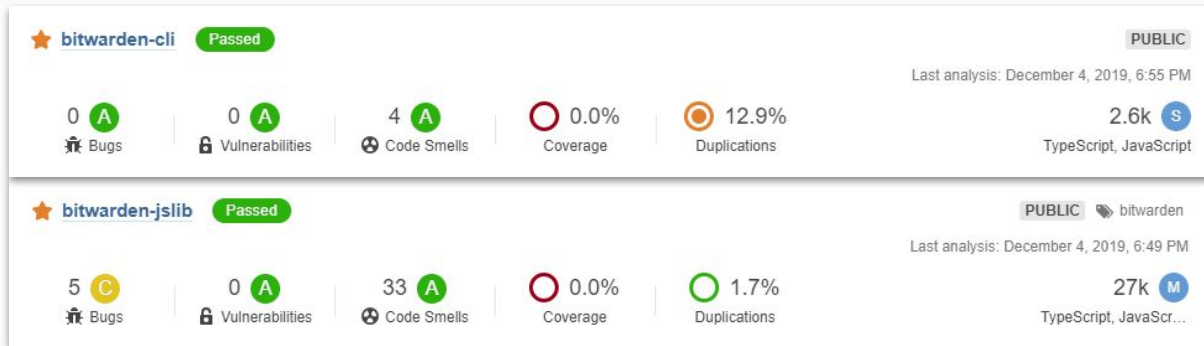 bitwarden-cli Passed PUBLIC
Last analysis: December 4, 2019, 6:55 PM
0 A 0 A 4 A 0.0% 12.9% 2.6k S
Bugs Vulnerabilities Code Smells Coverage Duplications TypeScript, JavaScript
bitwarden-jslib Passed PUBLIC bitwarden
Last analysis: December 4, 2019, 6:49 PM
5 C 0 A 33 A 0.0% 1.7% 27k M
Bugs Vulnerabilities Code Smells Coverage Duplications TypeScript, JavaScr...